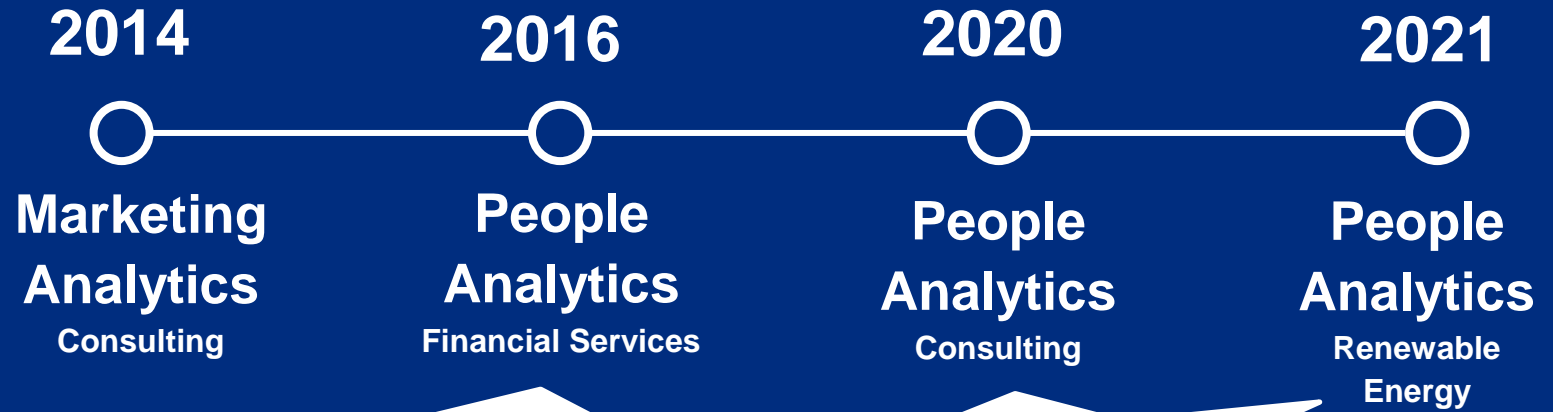 2014
2016
2020
2021
Marketing
Analytics
Consulting
People
Analytics
Financial Services
People
Analytics
Consulting
People
Analytics
Renewable
Energy